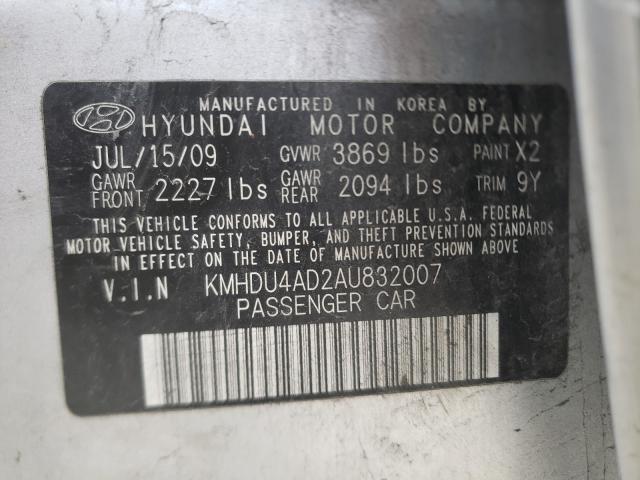 MANUFACTURED IN KOREA BY
HYUNDAI MOTOR COMPANY
JUL/15/09 GVWR 3869 lbs PAINT X2
GAWR FRONT 2227 lbs GAWR REAR 2094 lbs TRIM 9Y
THIS VEHICLE CONFORMS TO ALL APPLICABLE U.S.A. FEDERAL
MOTOR VEHICLE SAFETY, BUMPER, AND THEFT PREVENTION STANDARDS
IN EFFECT ON THE DATE OF MANUFACTURE SHOWN ABOVE
V.I.N KMHDU4AD2AU832007
PASSENGER CAR